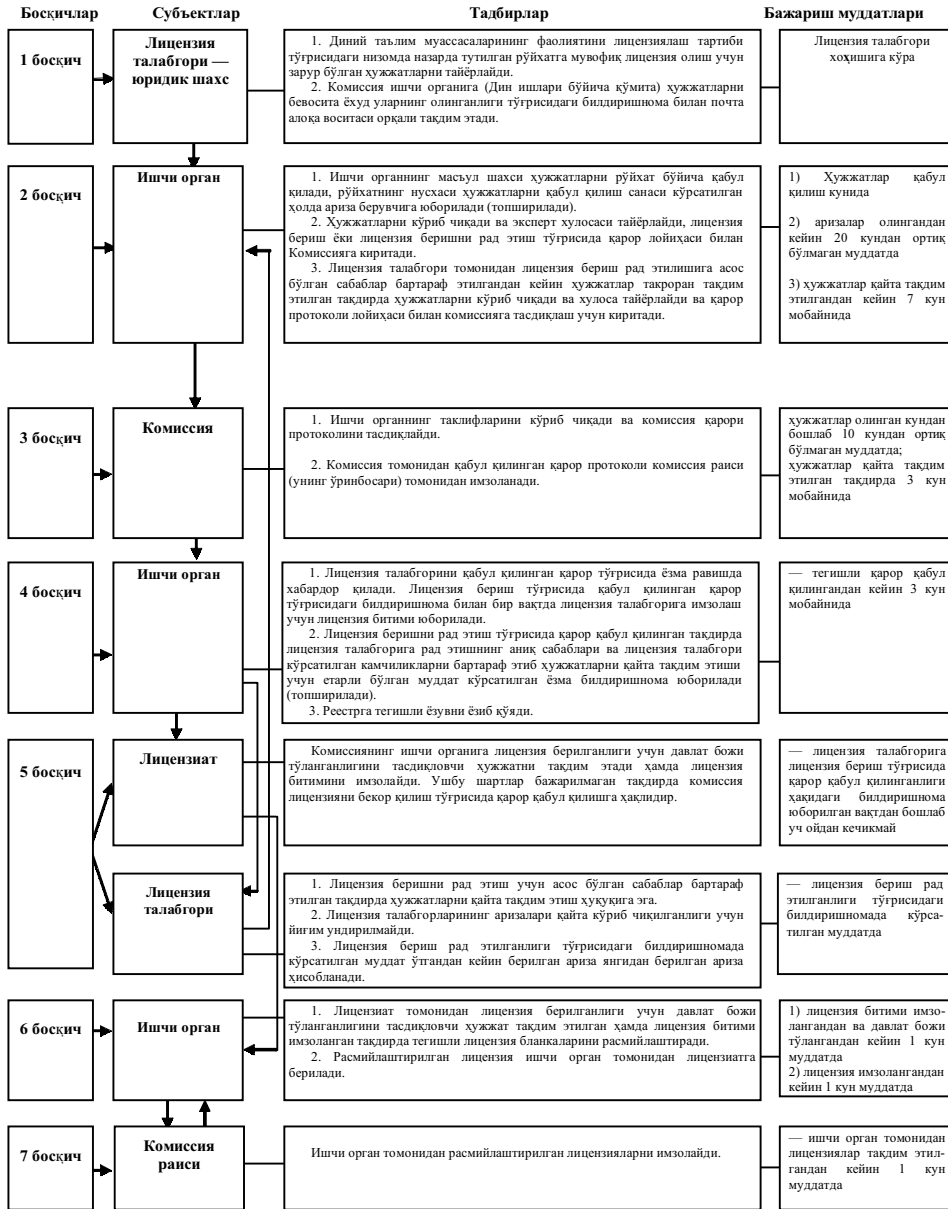 Босқичлар Субъектлар Тадбирлар Бажариш муддатлари
1 босқич
Лицензия
талабгори —
юридик шахс
1. Диний таълим муассасаларининг фаолиятини лицензиялаш тартиби
тўғрисидаги низомда назарда тутилган рўйхатга мувофиқ лицензия олиш учун
зарур бўлган ҳужжатларни тайёрлайди.
2. Комиссия ишчи органига (Дин ишлари бўйича қўмита) ҳужжатларни
бевосита ёхуд уларнинг олинганлиги тўғрисидаги билдиришнома билан почта
алоқа воситаси орқали тақдим этади.
Лицензия талабгори
хоҳишига кўра
2 босқич
Ишчи орган
1. Ишчи органнинг масъул шахси ҳужжатларни рўйхат бўйича қабул
қилади, рўйхатнинг нусхаси ҳужжатларни қабул қилиш санаси кўрсатилган
ҳолда ариза берувчига юборилади (топширилади).
2. Ҳужжатларни кўриб чиқади ва эксперт хулосаси тайёрлайди, лицензия
бериш ёки лицензия беришни рад этиш тўғрисида қарор лойиҳаси билан
Комиссияга киритади.
3. Лицензия талабгори томонидан лицензия бериш рад этилишига асос
бўлган сабаблар бартараф этилгандан кейин ҳужжатлар такроран тақдим
этилган тақдирда ҳужжатларни кўриб чиқади ва хулоса тайёрлайди ва қарор
протоколи лойиҳаси билан комиссияга тасдиқлаш учун киритади.
1) Ҳужжатлар қабул
қилиш кунида
2) аризалар олингандан
кейин 20 кундан ортиқ
бўлмаган муддатда
3) ҳужжатлар қайта тақдим
этилгандан кейин 7 кун
мобайнида
3 босқич
Комиссия
1. Ишчи органнинг таклифларини кўриб чиқади ва комиссия қарори
протоколини тасдиқлайди.
2. Комиссия томонидан қабул қилинган қарор протоколи комиссия раиси
(унинг ўринбосари) томонидан имзоланади.
ҳужжатлар олинган кундан
бошлаб 10 кундан ортиқ
бўлмаган муддатда;
ҳужжатлар қайта тақдим
этилган тақдирда 3 кун
мобайнида
4 босқич
Ишчи орган
1. Лицензия талабгорини қабул қилинган қарор тўғрисида ёзма равишда
хабардор қилади. Лицензия бериш тўғрисида қабул қилинган қарор
тўғрисидаги билдиришнома билан бир вақтда лицензия талабгорига имзолаш
учун лицензия битими юборилади.
2. Лицензия беришни рад этиш тўғрисида қарор қабул қилинган тақдирда
лицензия талабгорига рад этишнинг аниқ сабаблари ва лицензия талабгори
кўрсатилган камчиликларни бартараф этиб ҳужжатларни қайта тақдим этиши
учун етарли бўлган муддат кўрсатилган ёзма билдиришнома юборилади
(топширилади).
3. Реестрга тегишли ёзувни ёзиб қўяди.
— тегишли қарор қабул
қилингандан кейин 3 кун
мобайнида
5 босқич
Лицензиат
Комиссиянинг ишчи органига лицензия берилганлиги учун давлат божи
тўланганлигини тасдиқловчи ҳужжатни тақдим этади ҳамда лицензия
битимини имзолайди. Ушбу шартлар бажарилмаган тақдирда комиссия
лицензияни бекор қилиш тўғрисида қарор қабул қилишга ҳақлидир.
— лицензия талабгорига
лицензия бериш тўғрисида
қарор қабул қилинганлиги
ҳақидаги билдиришнома
юборилган вақтдан бошлаб
уч ойдан кечикмай
Лицензия
талабгори
1. Лицензия беришни рад этиш учун асос бўлган сабаблар бартараф
этилган тақдирда ҳужжатларни қайта тақдим этиш ҳуқуқига эга.
2. Лицензия талабгорларининг аризалари қайта кўриб чиқилганлиги учун
йиғим ундирилмайди.
3. Лицензия бериш рад этилганлиги тўғрисидаги билдиришномада
кўрсатилган муддат ўтгандан кейин берилган ариза янгидан берилган ариза
ҳисобланади.
— лицензия бериш рад
этилганлиги тўғрисидаги
билдиришномада кўрса-
тилган муддатда
6 босқич
Ишчи орган
1. Лицензиат томонидан лицензия берилганлиги учун давлат божи
тўланганлигини тасдиқловчи ҳужжат тақдим этилган ҳамда лицензия битими
имзоланган тақдирда тегишли лицензия бланкаларини расмийлаштиради.
2. Расмийлаштирилган лицензия ишчи орган томонидан лицензиатга
берилади.
1) лицензия битими имзо-
лангандан ва давлат божи
тўлангандан кейин 1 кун
муддатда
2) лицензия имзолангандан
кейин 1 кун муддатда
7 босқич
Комиссия
раиси
Ишчи орган томонидан расмийлаштирилган лицензияларни имзолайди.
— ишчи орган томонидан
лицензиялар тақдим этил-
гандан кейин 1 кун
муддатда